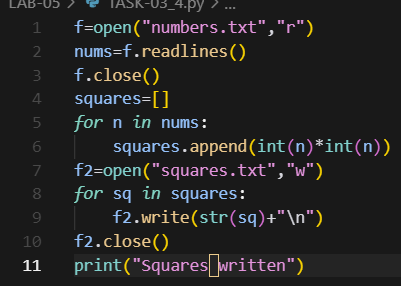 LAB-05 > TASK-03_4.py > ...
1 f=open("numbers.txt","r")
2 nums=f.readlines()
3 f.close()
4 squares=[]
5 for n in nums:
6     squares.append(int(n)*int(n))
7 f2=open("squares.txt","w")
8 for sq in squares:
9     f2.write(str(sq)+"\n")
10 f2.close()
11 print("Squares written")